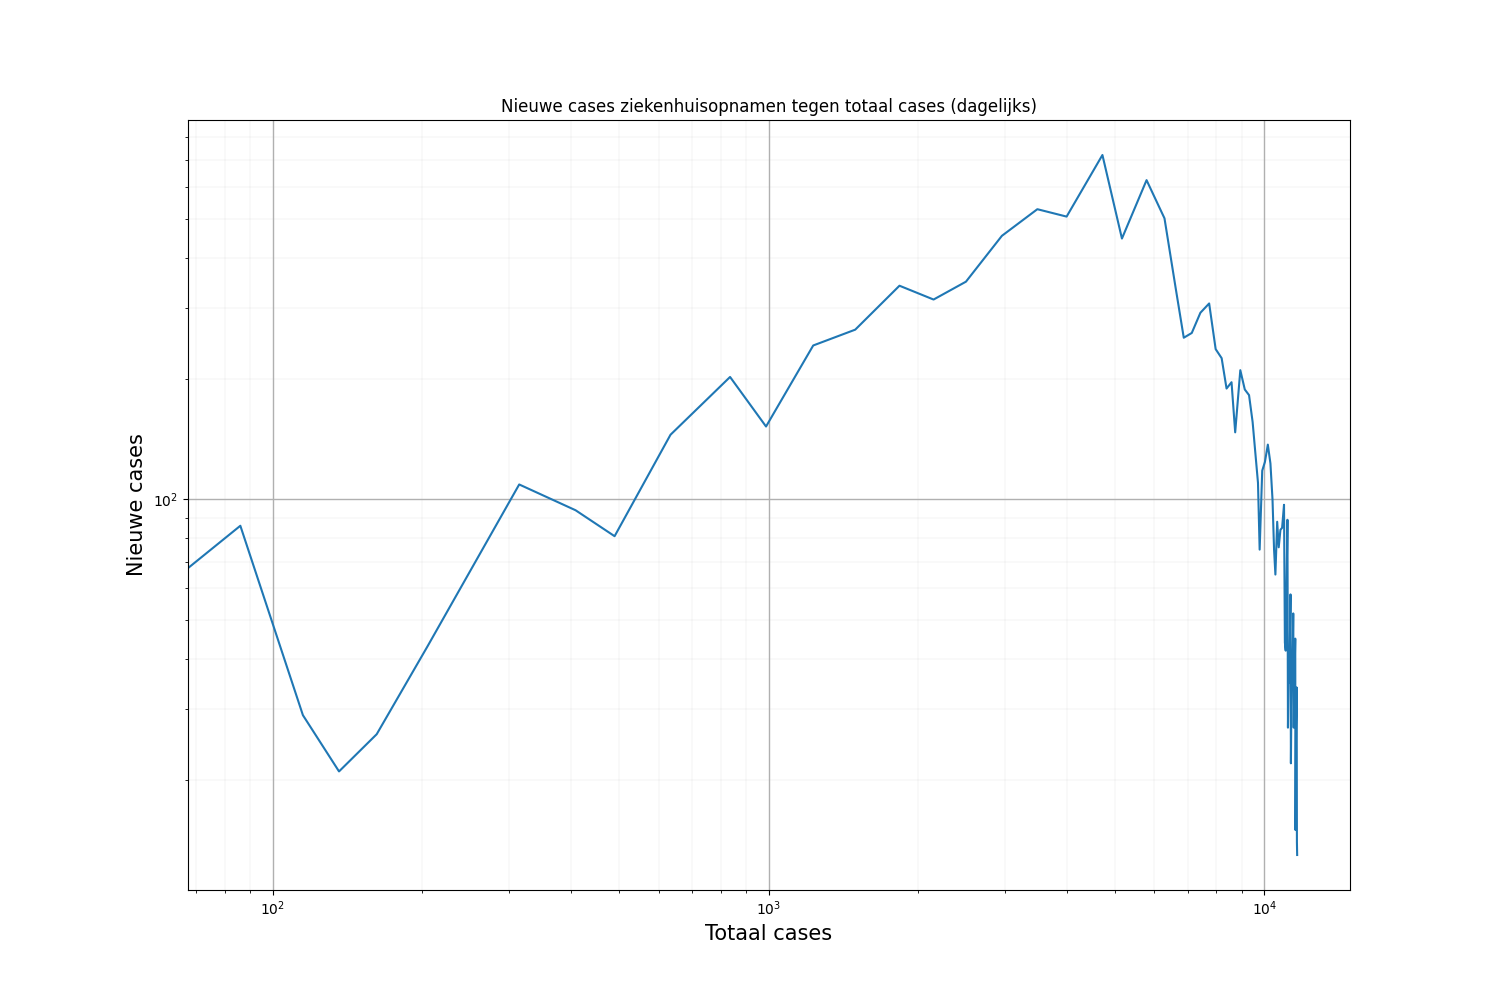 Nieuwe cases ziekenhuisopnamen tegen totaal cases (dagelijks)
Nieuwe cases
10²
10² 10³ 10⁴
Totaal cases